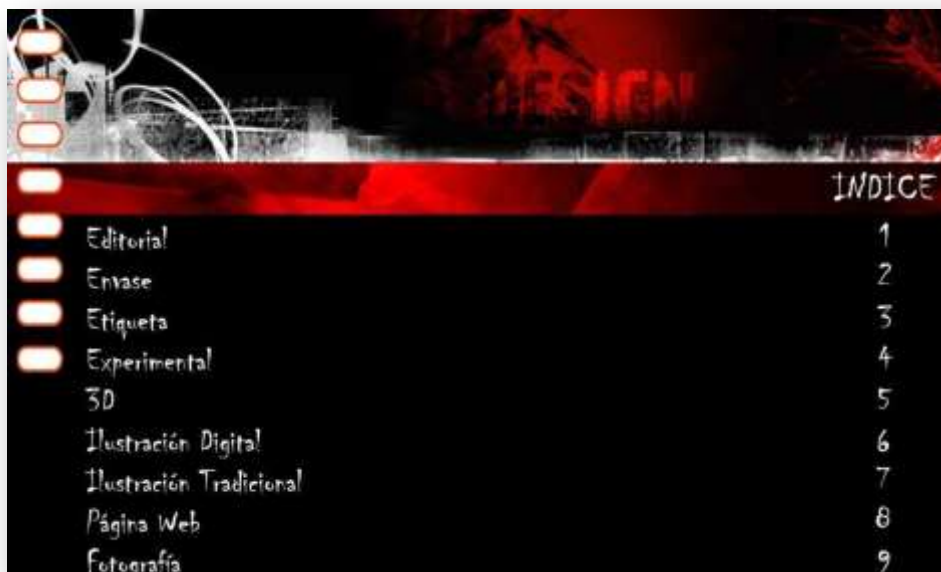 DESIGN
INDICE
Editorial 1
Envase 2
Etiqueta 3
Experimental 4
3D 5
Ilustración Digital 6
Ilustración Tradicional 7
Página Web 8
Fotografía 9